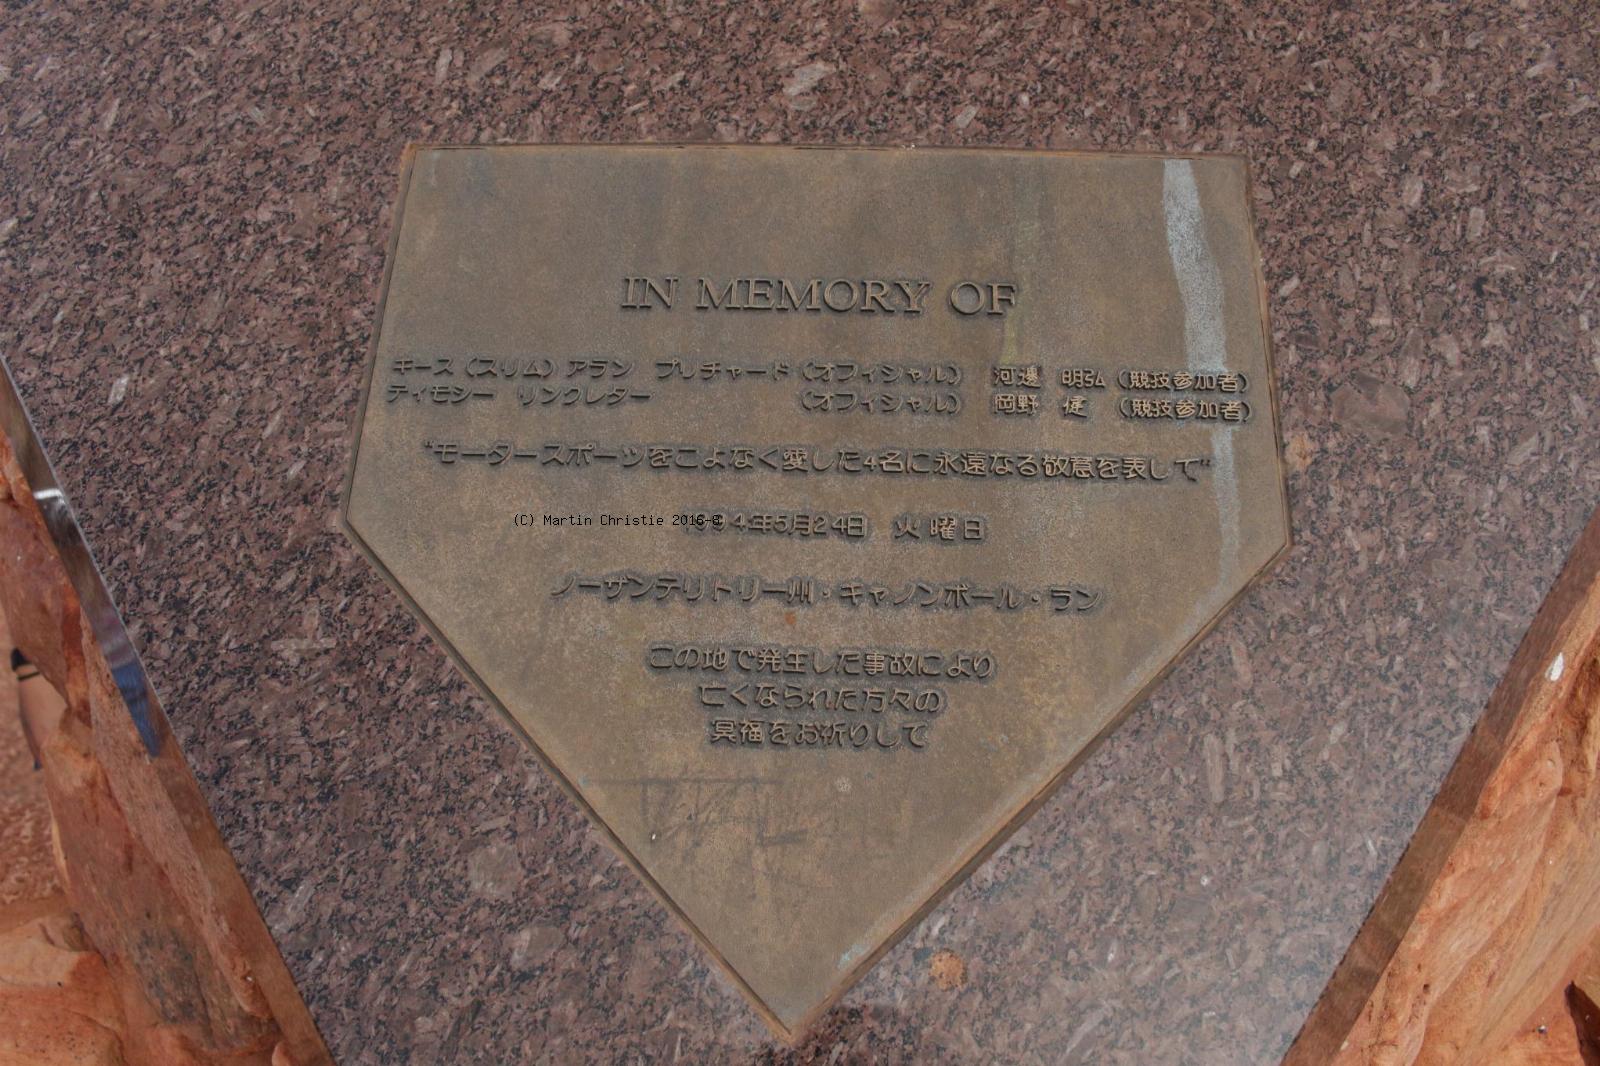 IN MEMORY OF
キース (スリム) アラン プリチャード (オフィシャル) 河邊 明弘 (競技参加者)
ティモシー リンクレター (オフィシャル) 岡野 健 (競技参加者)
"モータースポーツをこよなく愛した4名に永遠なる敬意を表して"
(C) Martin Christie 2016-8
1994年5月24日 火曜日
ノーザンテリトリー州・キャノンボール・ラン
この地で発生した事故により
亡くなられた方々の
冥福をお祈りして